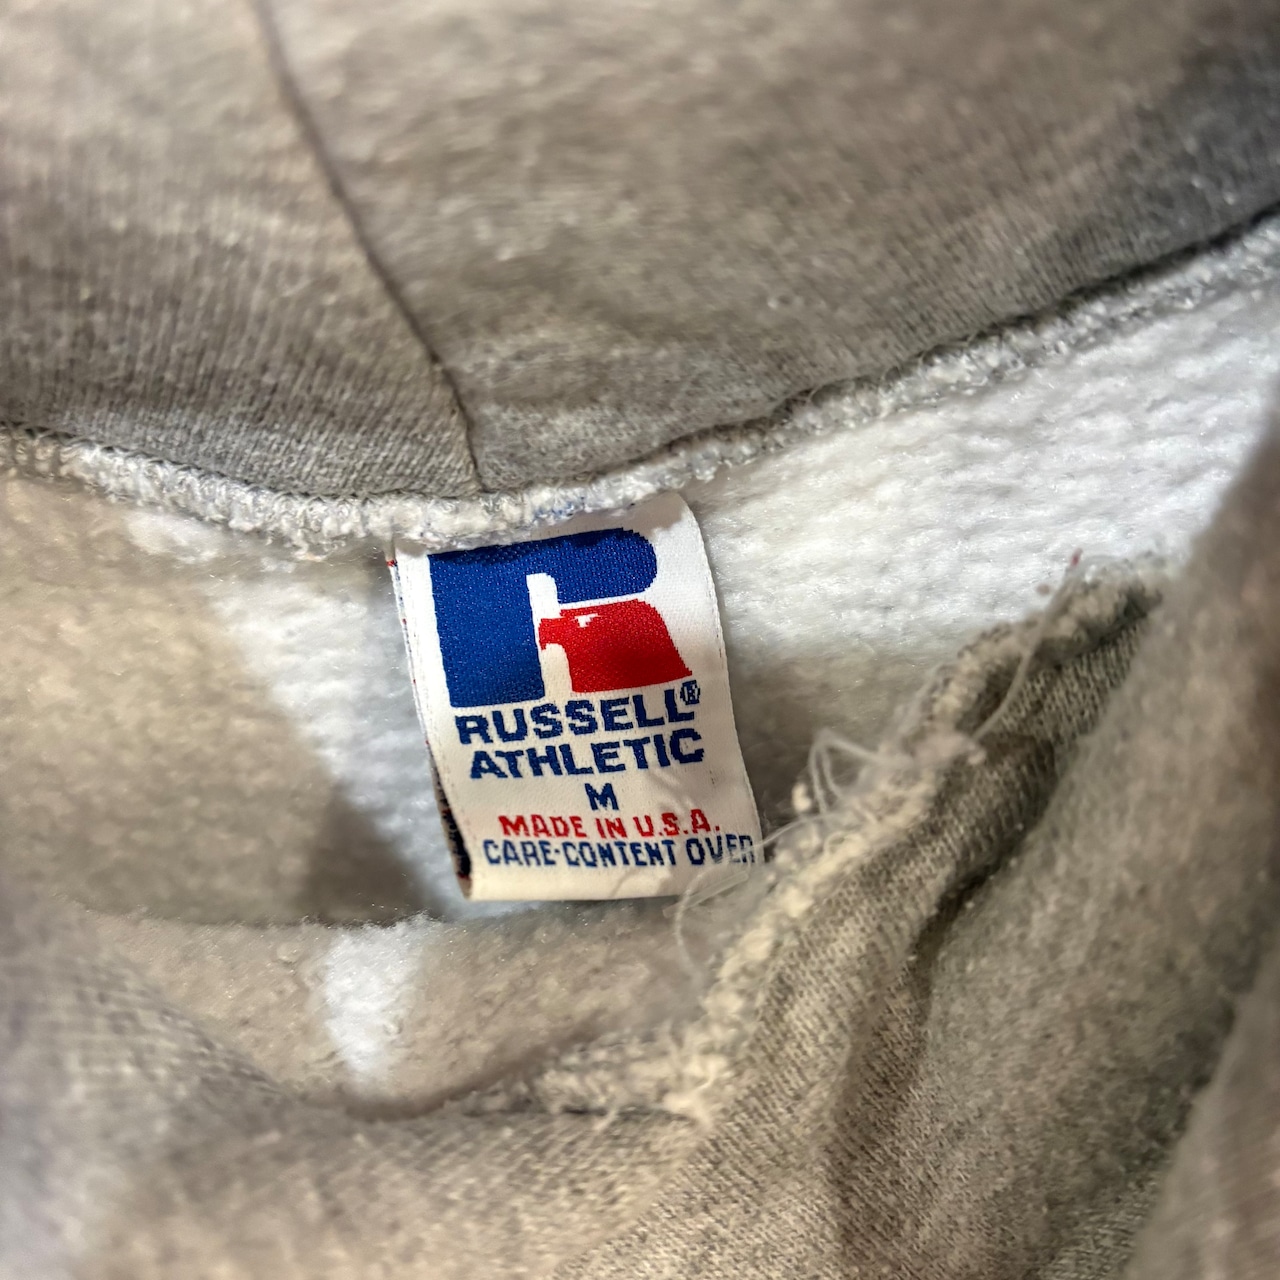 R
RUSSELL®
ATHLETIC
M
MADE IN U.S.A.
CARE·CONTENT OVER